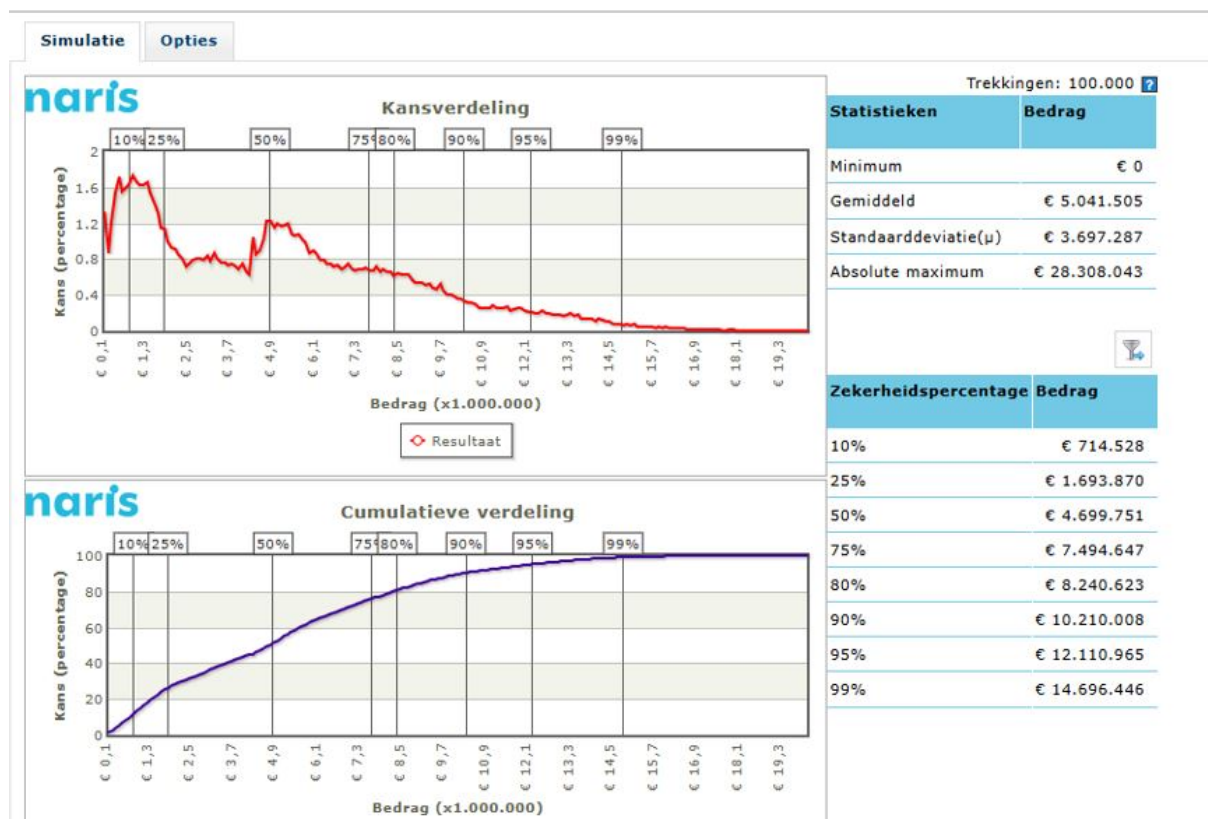 Simulatie
Opties
naris
Trekkingen: 100.000 ?
Kansverdeling
10% 25% 50% 75% 80% 90% 95% 99%
Kans (percentage)
2
1.6
1.2
0.8
0.4
0
€ 0,1 € 1,3 € 2,5 € 3,7 € 4,9 € 6,1 € 7,3 € 8,5 € 9,7 € 10,9 € 12,1 € 13,3 € 14,5 € 15,7 € 16,9 € 18,1 € 19,3
Bedrag (x1.000.000)
Resultaat
Statistieken Bedrag
Minimum € 0
Gemiddeld € 5.041.505
Standaarddeviatie(µ) € 3.697.287
Absolute maximum € 28.308.043
Zekerheidspercentage Bedrag
10% € 714.528
25% € 1.693.870
50% € 4.699.751
75% € 7.494.647
80% € 8.240.623
90% € 10.210.008
95% € 12.110.965
99% € 14.696.446
naris
Cumulatieve verdeling
10% 25% 50% 75% 80% 90% 95% 99%
Kans (percentage)
100
80
60
40
20
0
€ 0,1 € 1,3 € 2,5 € 3,7 € 4,9 € 6,1 € 7,3 € 8,5 € 9,7 € 10,9 € 12,1 € 13,3 € 14,5 € 15,7 € 16,9 € 18,1 € 19,3
Bedrag (x1.000.000)